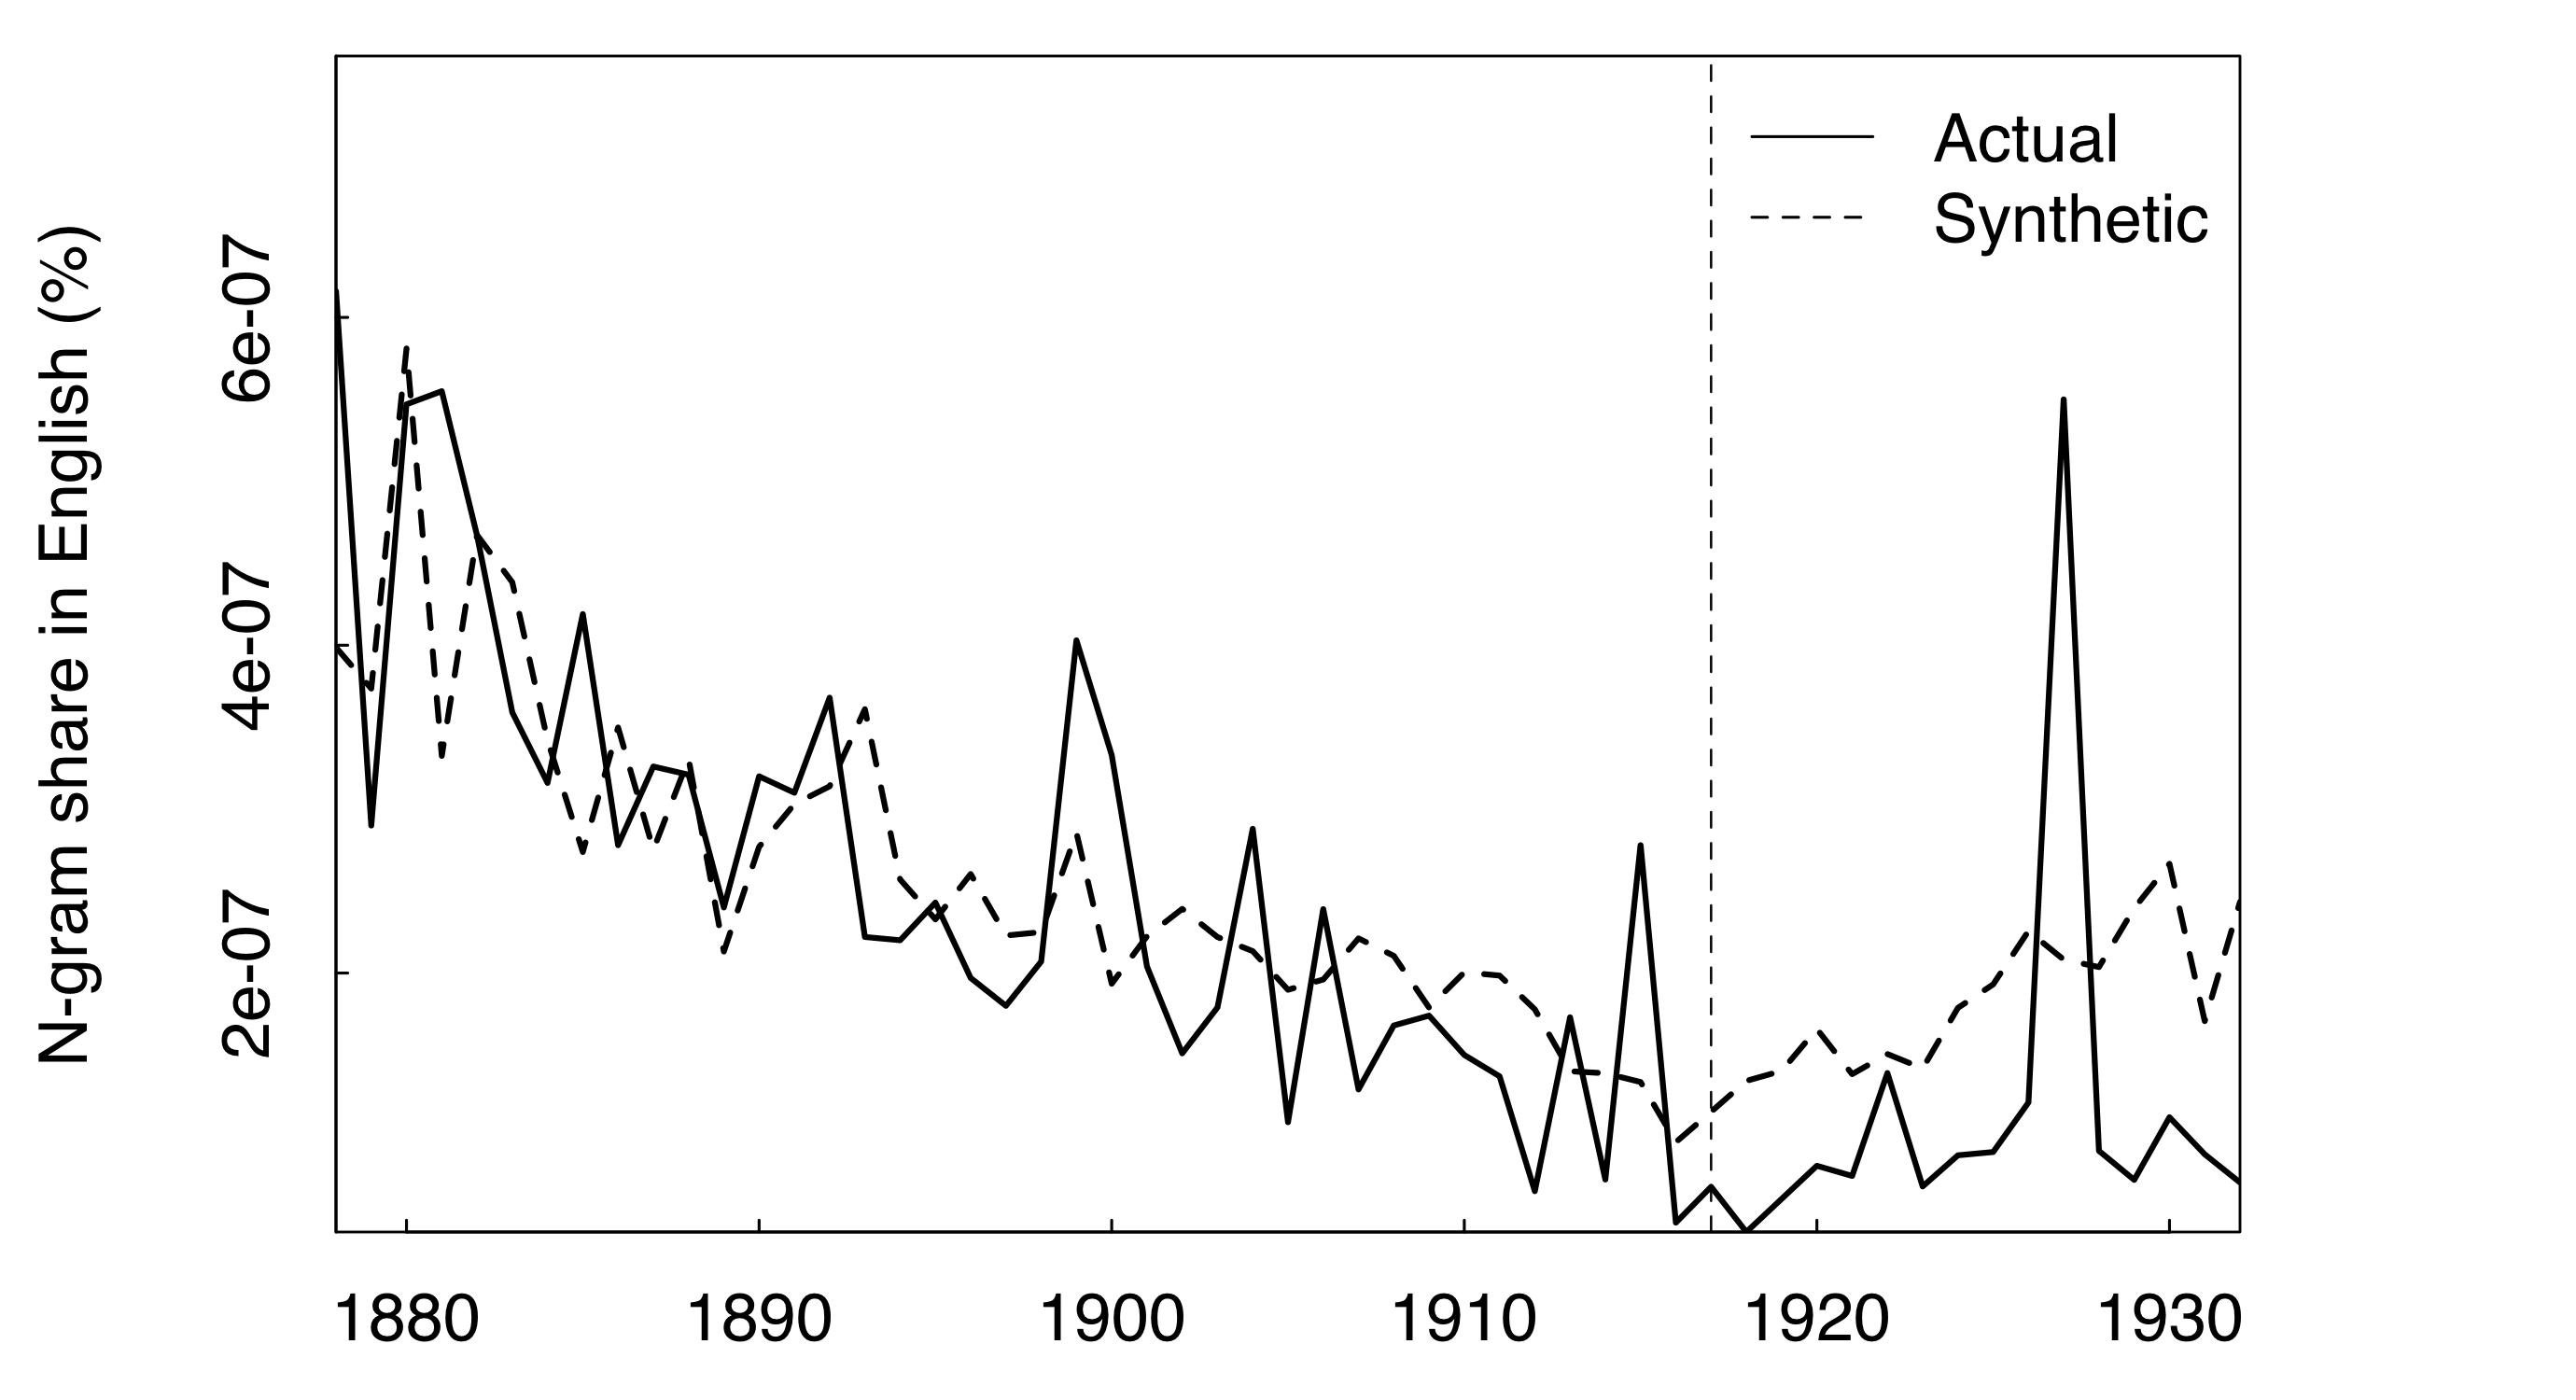 N-gram share in English (%)
6e-07
4e-07
2e-07
Actual
Synthetic
1880 1890 1900 1910 1920 1930